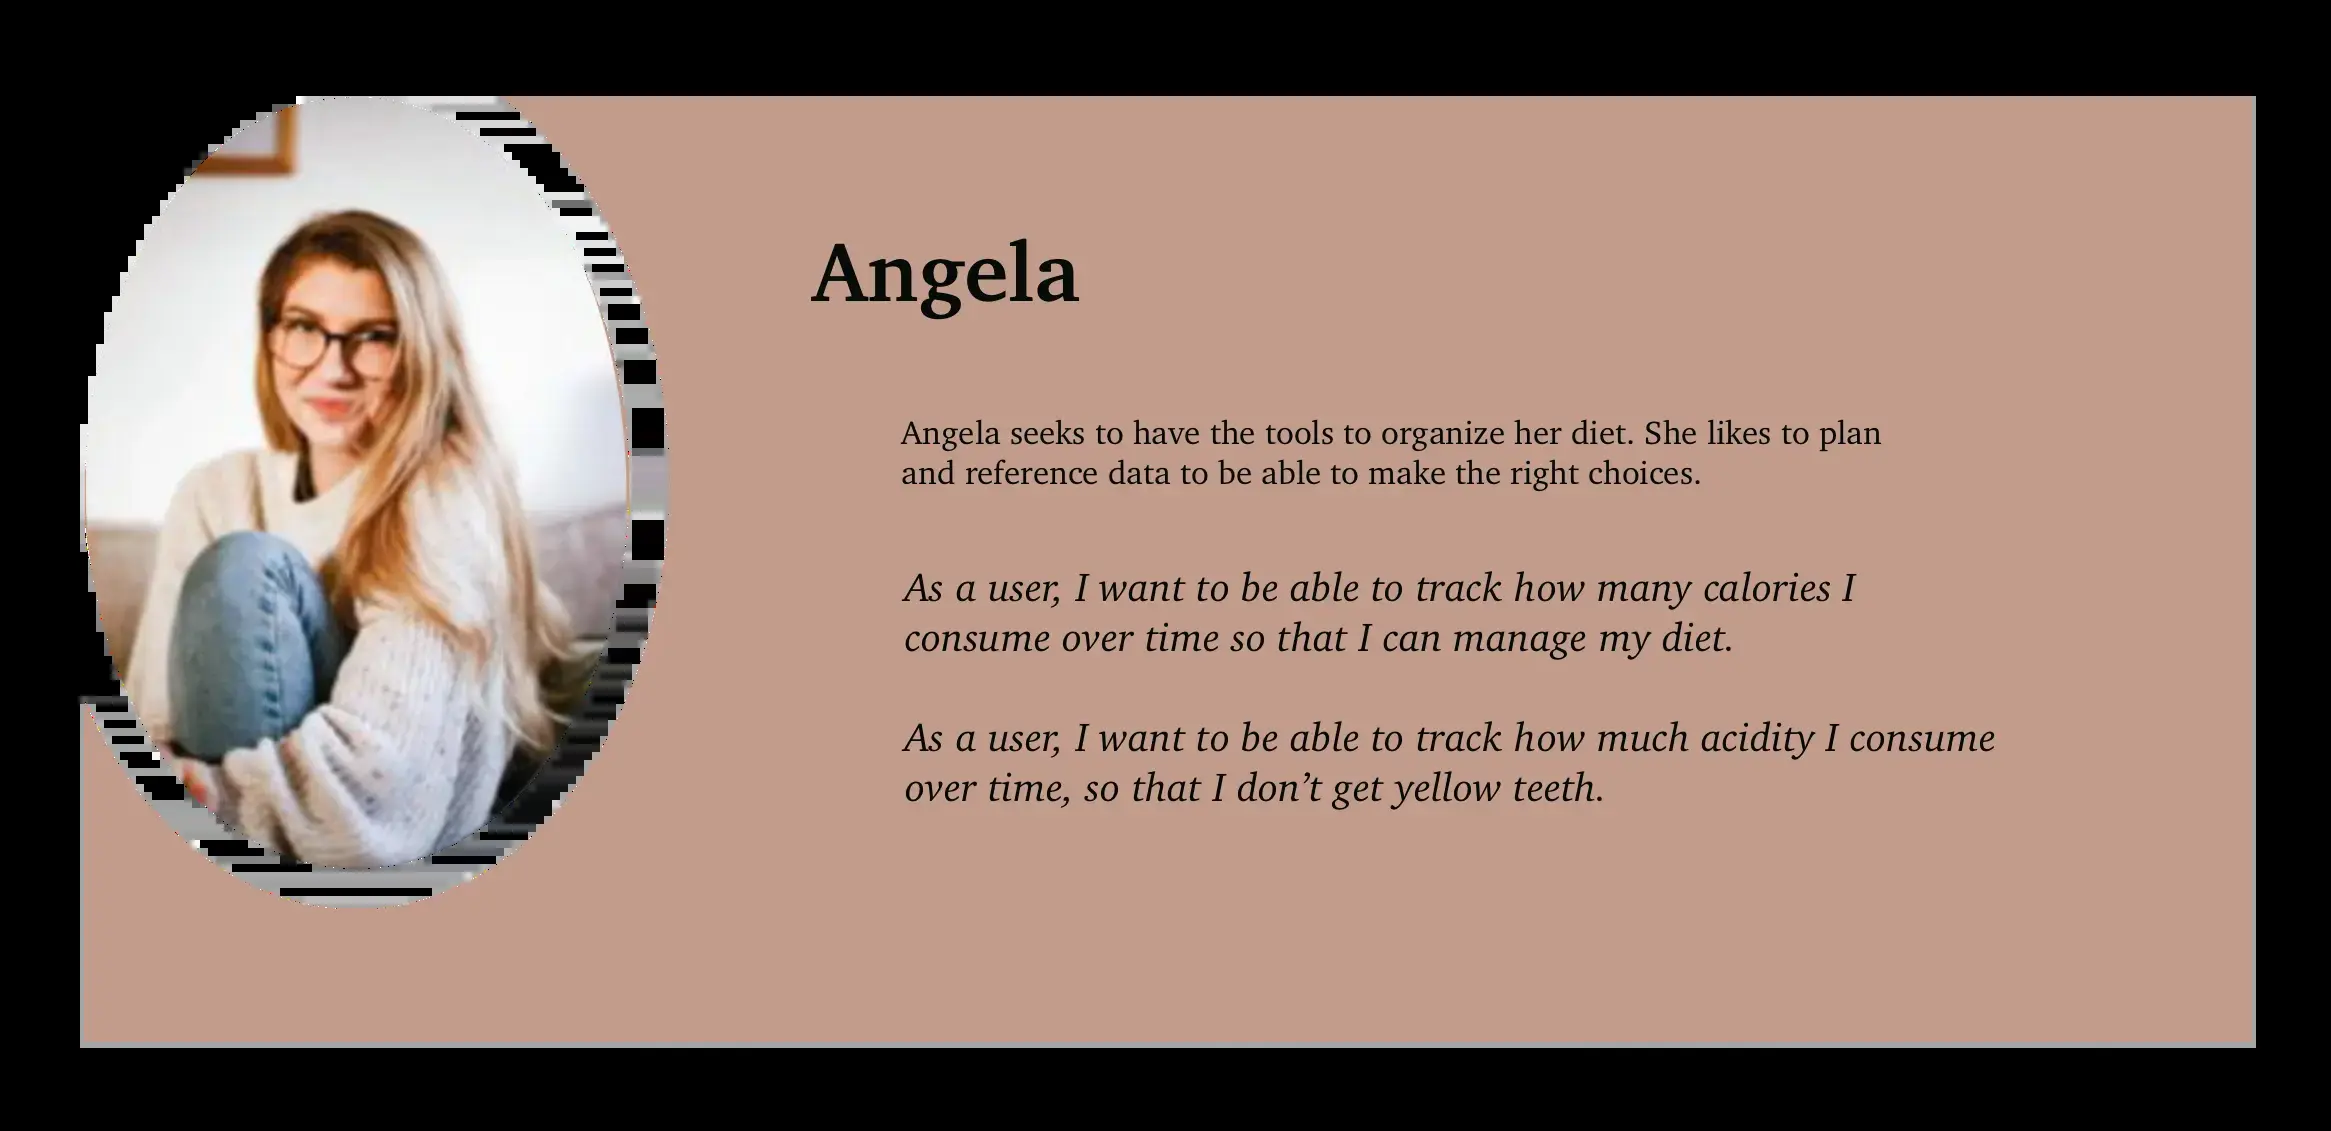 Angela
Angela seeks to have the tools to organize her diet. She likes to plan
and reference data to be able to make the right choices.
As a user, I want to be able to track how many calories I
consume over time so that I can manage my diet.
As a user, I want to be able to track how much acidity I consume
over time, so that I don’t get yellow teeth.